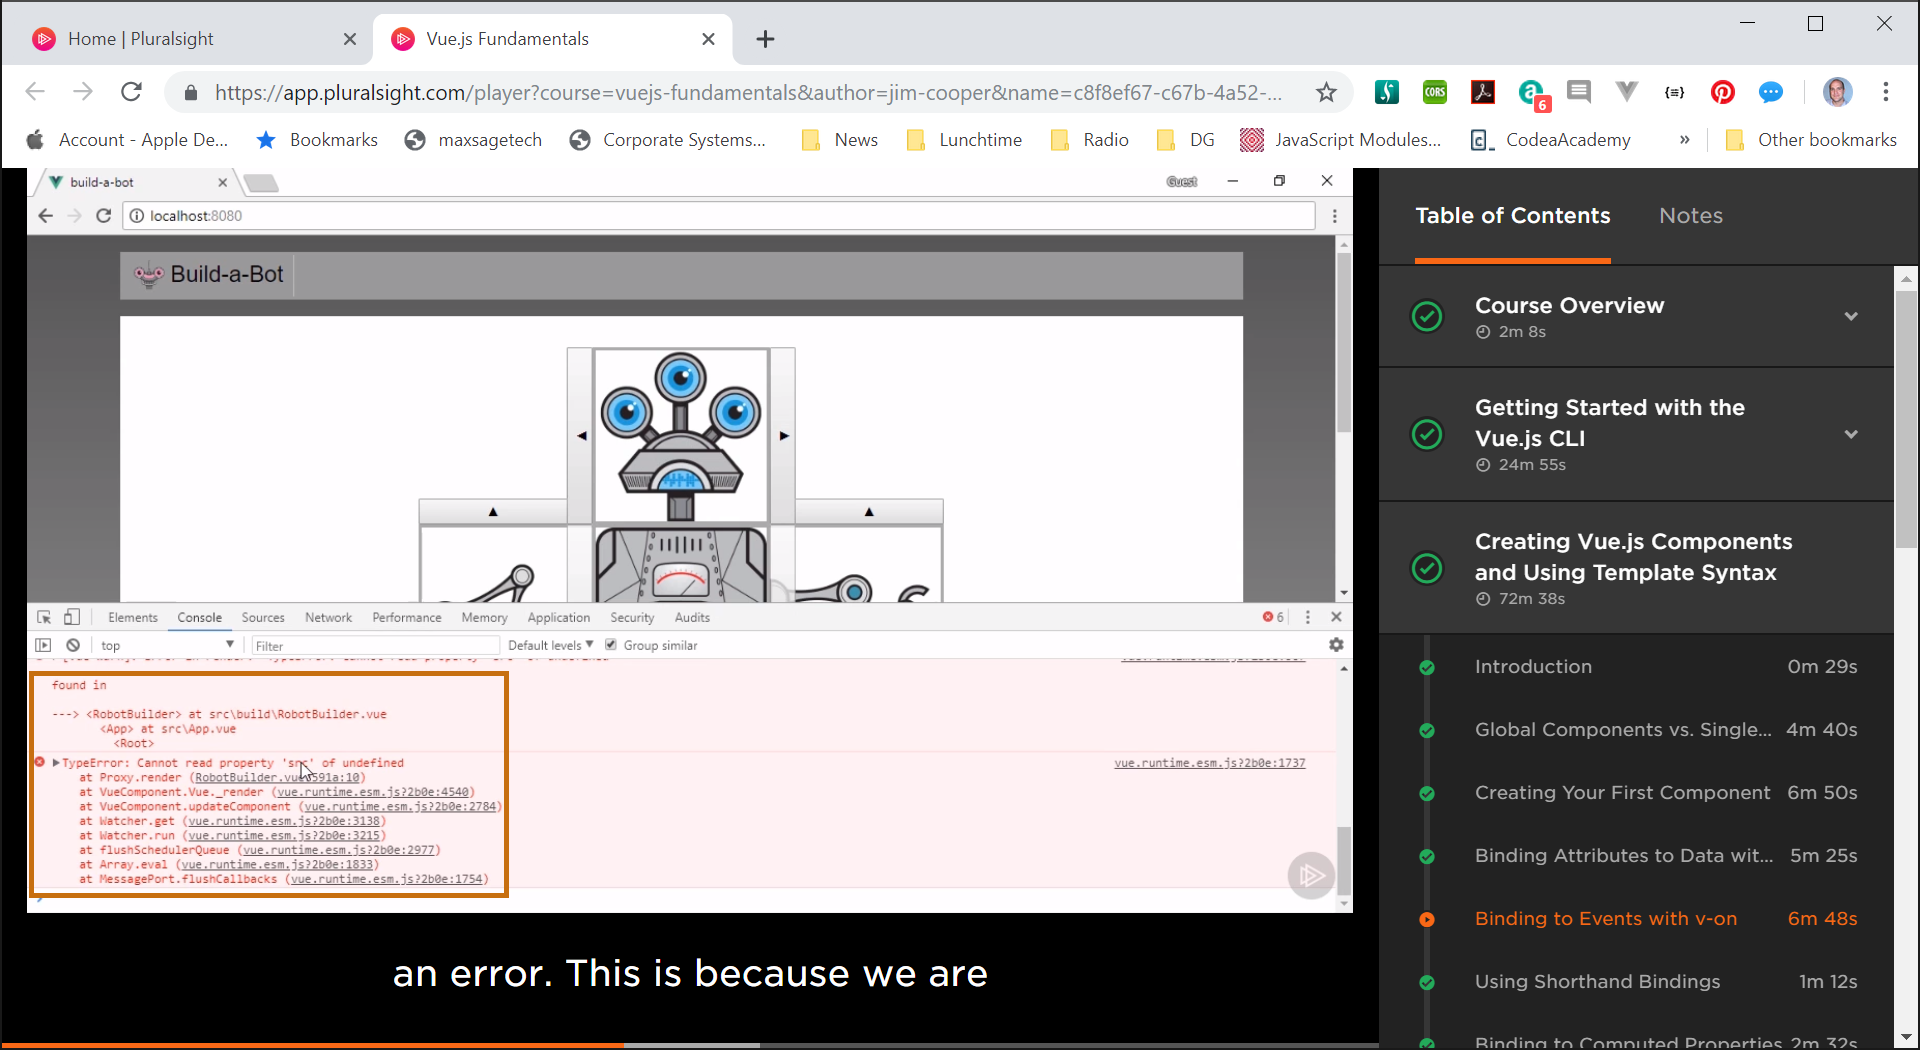 Home | Pluralsight
Vue.js Fundamentals
https://app.pluralsight.com/player?course=vuejs-fundamentals&author=jim-cooper&name=c8f8ef67-c67b-4a52-...
CORS
6
{≡}
Account - Apple De...
Bookmarks
maxsagetech
Corporate Systems...
News
Lunchtime
Radio
DG
JavaScript Modules...
CodeaAcademy
»
Other bookmarks
build-a-bot
Guest
localhost:8080
Build-a-Bot
Elements Console Sources Network Performance Memory Application Security Audits
6
top
Filter
Default levels
Group similar
found in
---> <RobotBuilder> at src\build\RobotBuilder.vue
<App> at src\App.vue
<Root>
TypeError: Cannot read property 'src' of undefined
vue.runtime.esm.js?2b0e:1737
at Proxy.render (RobotBuilder.vue?591a:10)
at VueComponent.Vue._render (vue.runtime.esm.js?2b0e:4540)
at VueComponent.updateComponent (vue.runtime.esm.js?2b0e:2784)
at Watcher.get (vue.runtime.esm.js?2b0e:3138)
at Watcher.run (vue.runtime.esm.js?2b0e:3215)
at flushSchedulerQueue (vue.runtime.esm.js?2b0e:2977)
at Array.eval (vue.runtime.esm.js?2b0e:1833)
at MessagePort.flushCallbacks (vue.runtime.esm.js?2b0e:1754)
an error. This is because we are
Table of Contents
Notes
Course Overview
2m 8s
Getting Started with the
Vue.js CLI
24m 55s
Creating Vue.js Components
and Using Template Syntax
72m 38s
Introduction 0m 29s
Global Components vs. Single... 4m 40s
Creating Your First Component 6m 50s
Binding Attributes to Data wit... 5m 25s
Binding to Events with v-on 6m 48s
Using Shorthand Bindings 1m 12s
Binding to Computed Properties 2m 32s